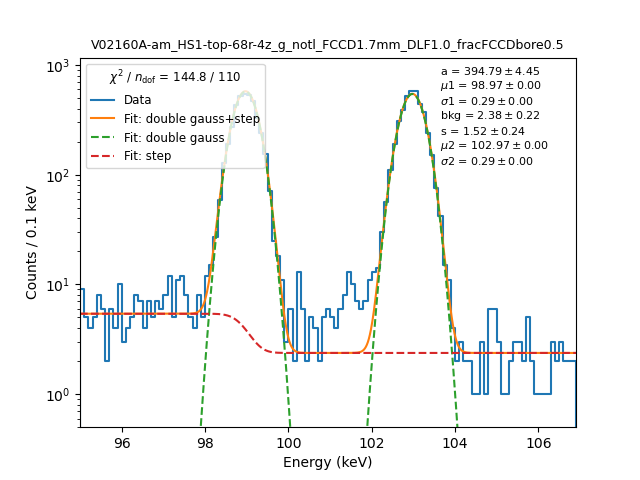 V02160A-am_HS1-top-68r-4z_g_notl_FCCD1.7mm_DLF1.0_fracFCCDbore0.5
χ² / n_dof = 144.8 / 110
Data
Fit: double gauss+step
Fit: double gauss
Fit: step
a = 394.79 ± 4.45
μ1 = 98.97 ± 0.00
σ1 = 0.29 ± 0.00
bkg = 2.38 ± 0.22
s = 1.52 ± 0.24
μ2 = 102.97 ± 0.00
σ2 = 0.29 ± 0.00
Counts / 0.1 keV
10³
10²
10¹
10⁰
96 98 100 102 104 106
Energy (keV)